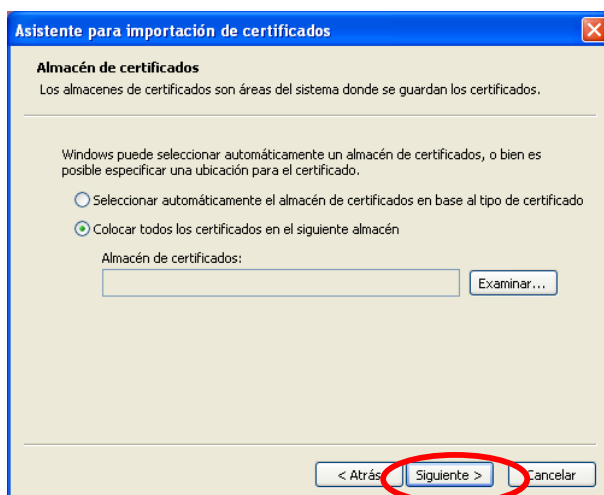 Asistente para importación de certificados
Almacén de certificados
Los almacenes de certificados son áreas del sistema donde se guardan los certificados.
Windows puede seleccionar automáticamente un almacén de certificados, o bien es
posible especificar una ubicación para el certificado.
Seleccionar automáticamente el almacén de certificados en base al tipo de certificado
Colocar todos los certificados en el siguiente almacén
Almacén de certificados:
Examinar...
< Atrás
Siguiente >
Cancelar